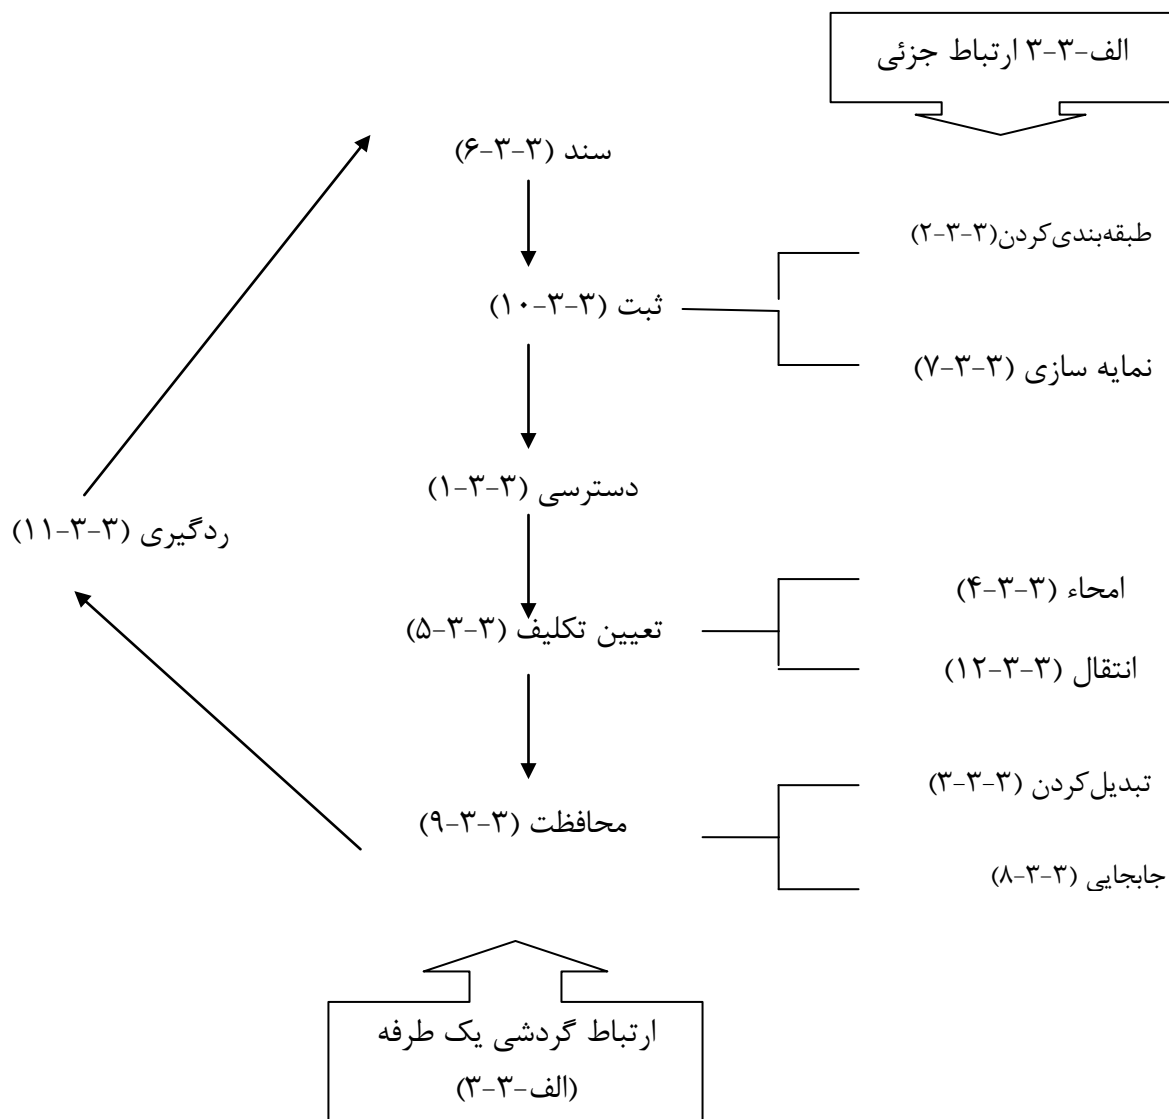 الف-۳-۳ ارتباط جزئی
سند (۳-۳-۶)
طبقه‌بندی‌کردن(۳-۳-۲)
ثبت (۳-۳-۱۰)
نمایه سازی (۳-۳-۷)
دسترسی (۳-۳-۱)
ردگیری (۳-۳-۱۱)
امحاء (۳-۳-۴)
تعیین تکلیف (۳-۳-۵)
انتقال (۳-۳-۱۲)
تبدیل‌کردن (۳-۳-۳)
محافظت (۳-۳-۹)
جابجایی (۳-۳-۸)
ارتباط گردشی یک طرفه
(الف-۳-۳)